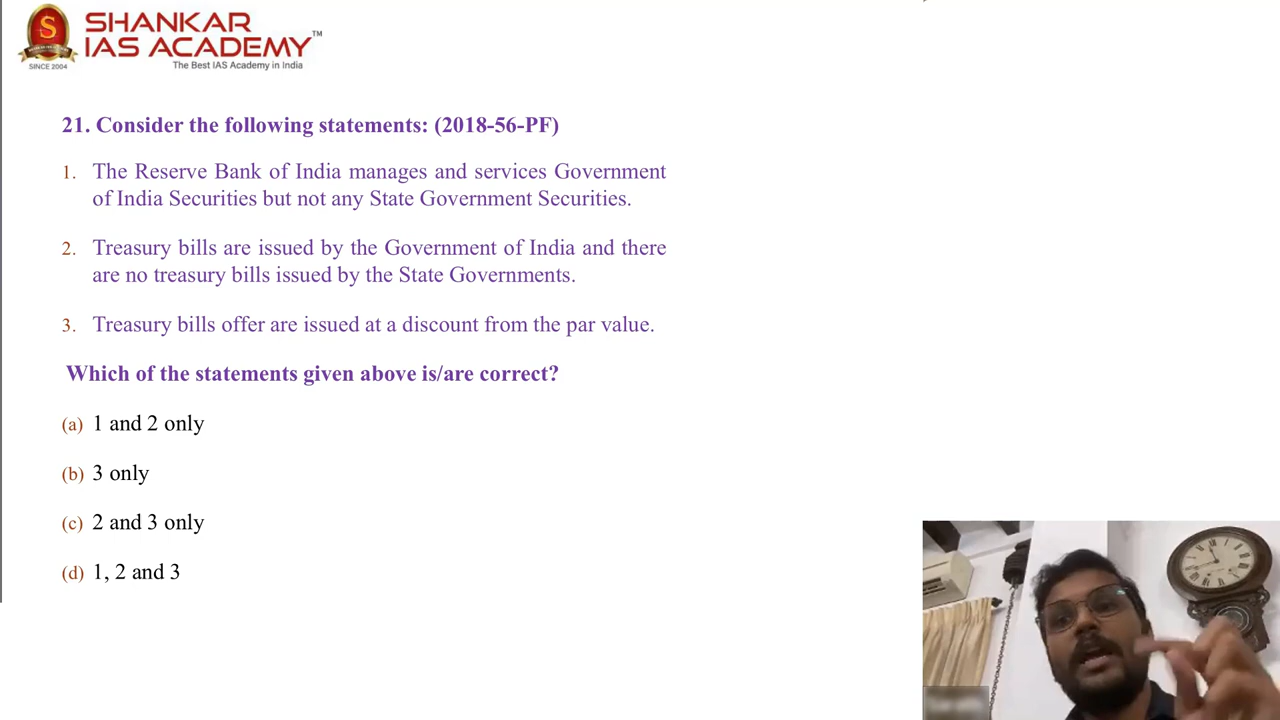 SHANKAR
IAS ACADEMY™
The Best IAS Academy in India
S
SINCE 2004
21. Consider the following statements: (2018-56-PF)
1. The Reserve Bank of India manages and services Government
of India Securities but not any State Government Securities.
2. Treasury bills are issued by the Government of India and there
are no treasury bills issued by the State Governments.
3. Treasury bills offer are issued at a discount from the par value.
Which of the statements given above is/are correct?
(a) 1 and 2 only
(b) 3 only
(c) 2 and 3 only
(d) 1, 2 and 3